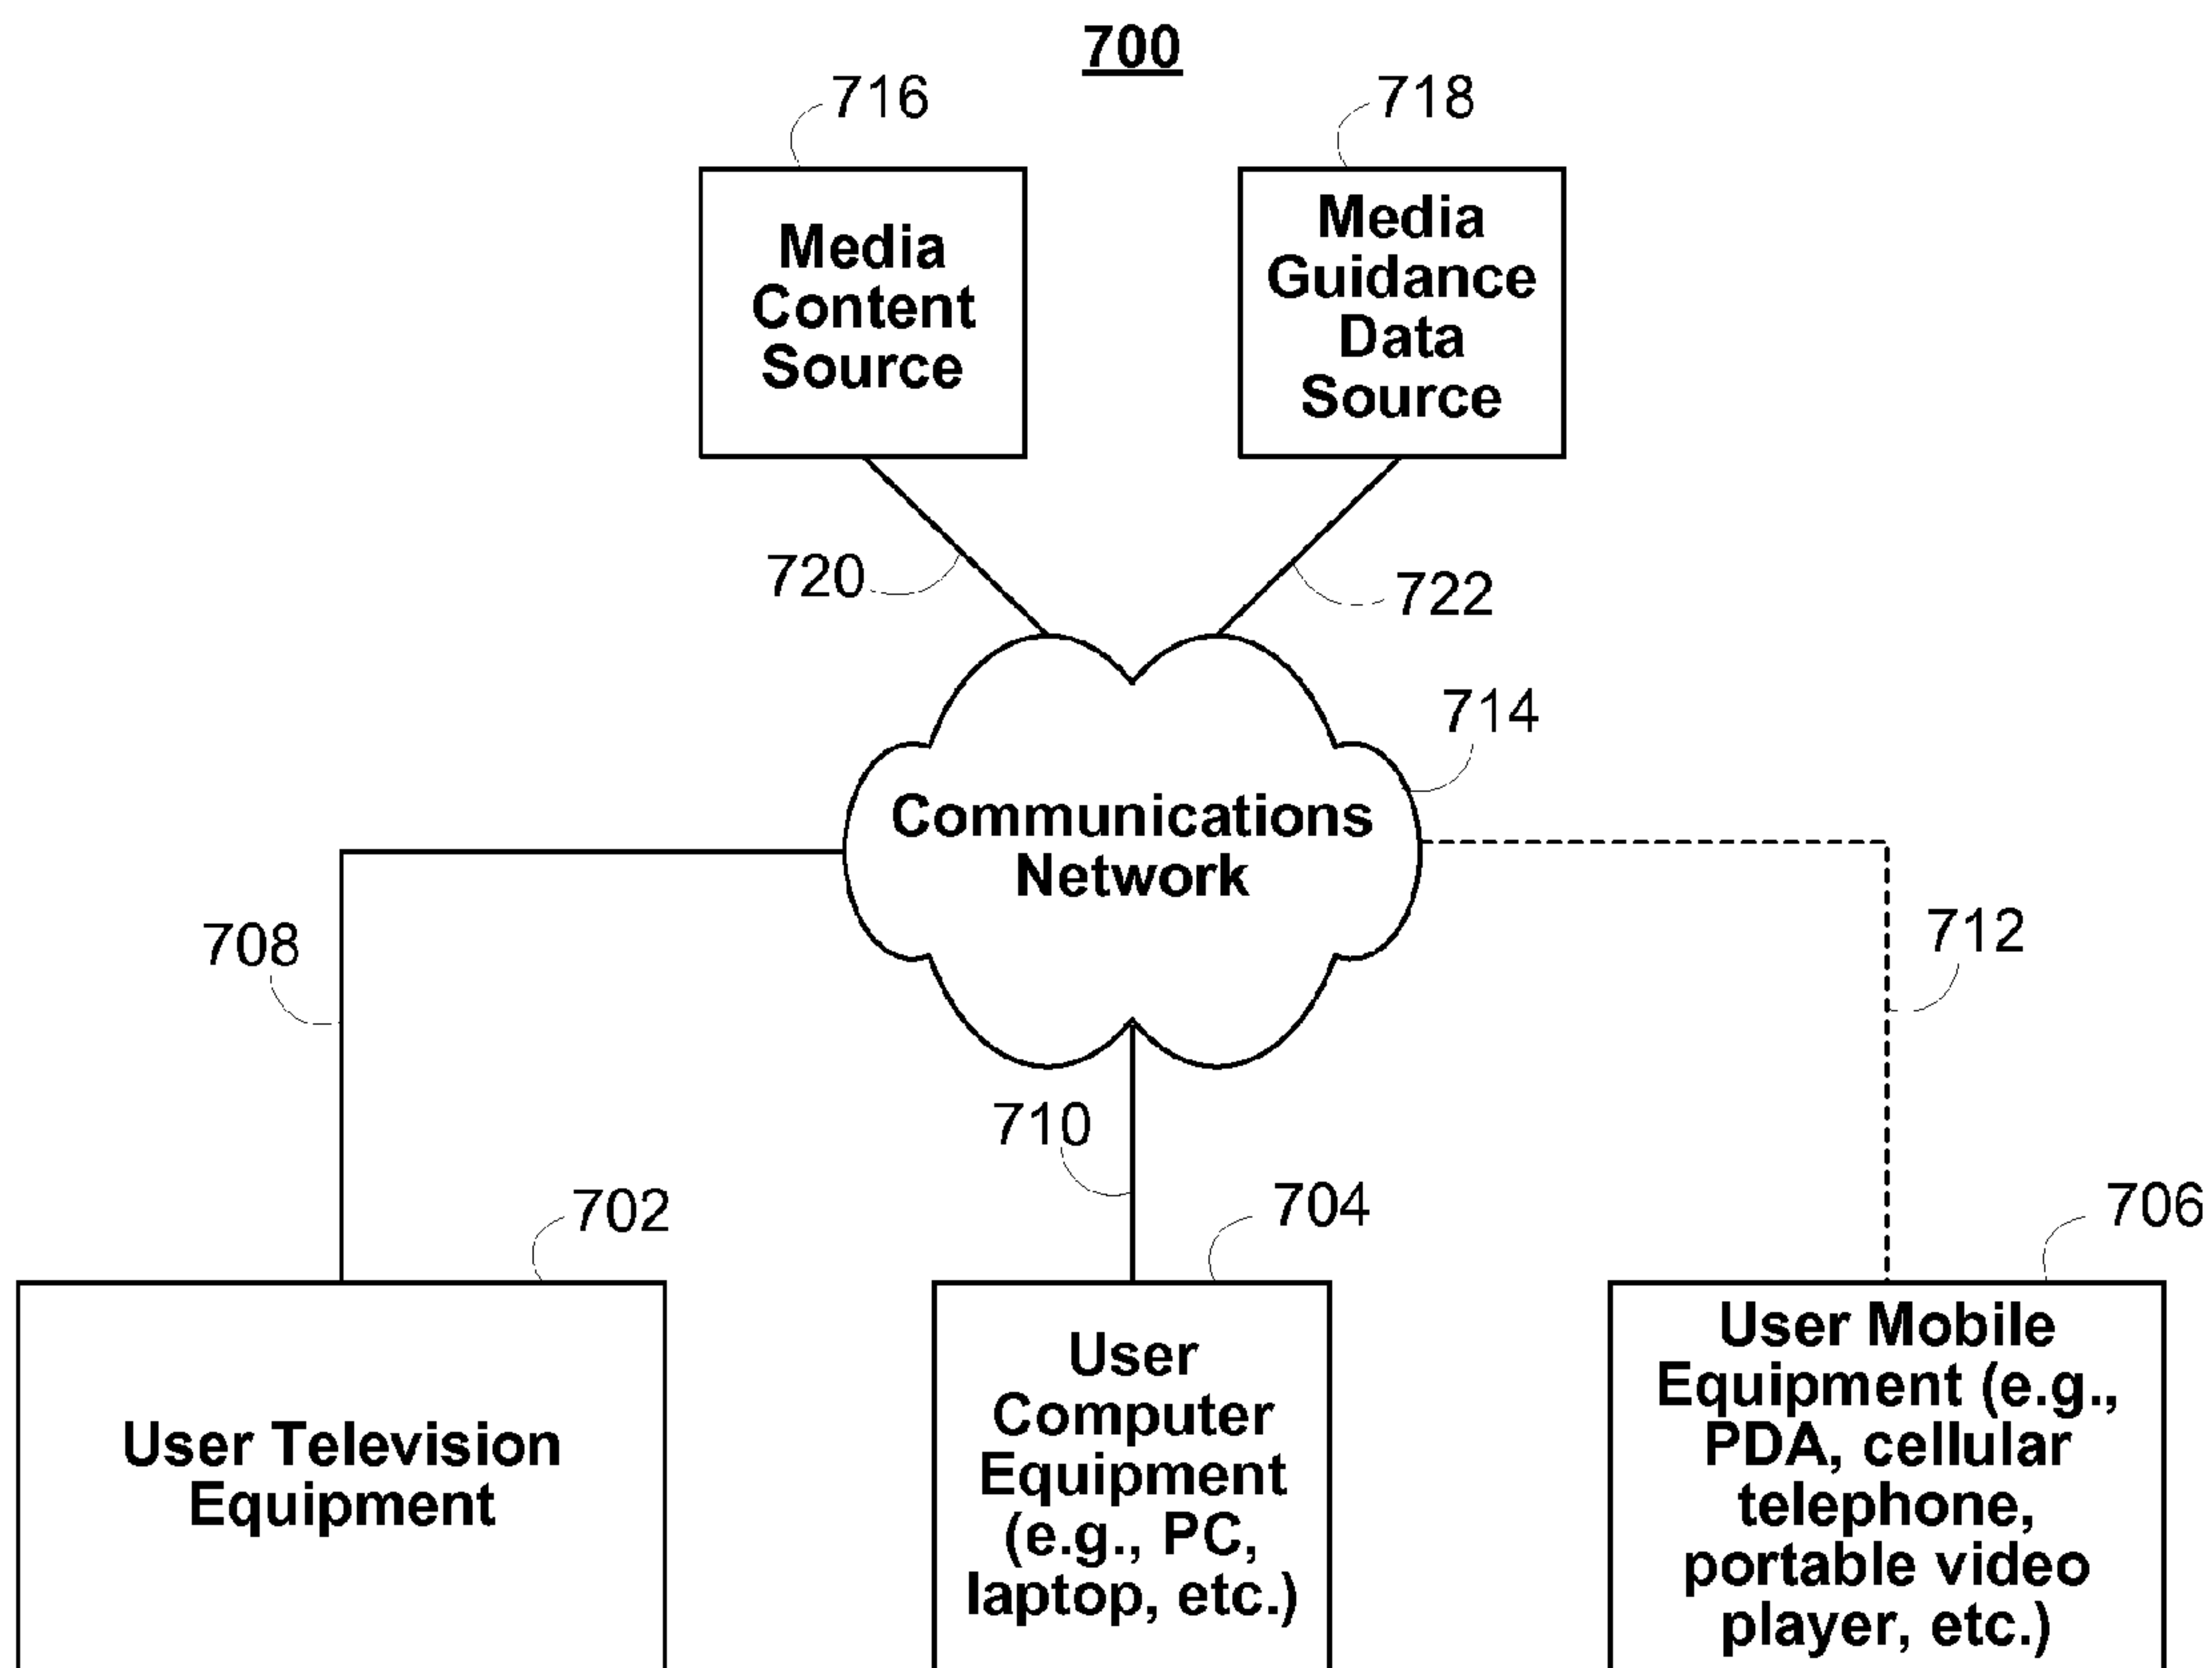 700
716
718
Media
Content
Source
Media
Guidance
Data
Source
720
722
714
Communications
Network
708
712
710
702
704
706
User Television
Equipment
User
Computer
Equipment
(e.g., PC,
laptop, etc.)
User Mobile
Equipment (e.g.,
PDA, cellular
telephone,
portable video
player, etc.)